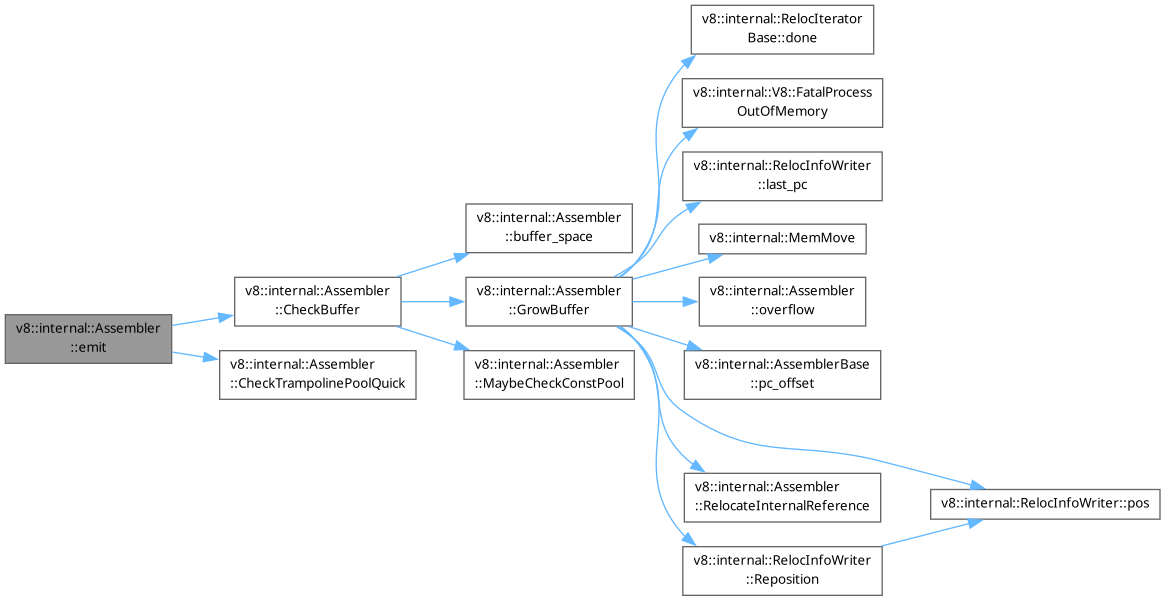 v8::internal::RelocIterator
Base::done
v8::internal::V8::FatalProcess
OutOfMemory
v8::internal::RelocInfoWriter
::last_pc
v8::internal::Assembler
::buffer_space
v8::internal::MemMove
v8::internal::Assembler
::CheckBuffer
v8::internal::Assembler
::GrowBuffer
v8::internal::Assembler
::overflow
v8::internal::Assembler
::emit
v8::internal::Assembler
::CheckTrampolinePoolQuick
v8::internal::Assembler
::MaybeCheckConstPool
v8::internal::AssemblerBase
::pc_offset
v8::internal::Assembler
::RelocateInternalReference
v8::internal::RelocInfoWriter::pos
v8::internal::RelocInfoWriter
::Reposition